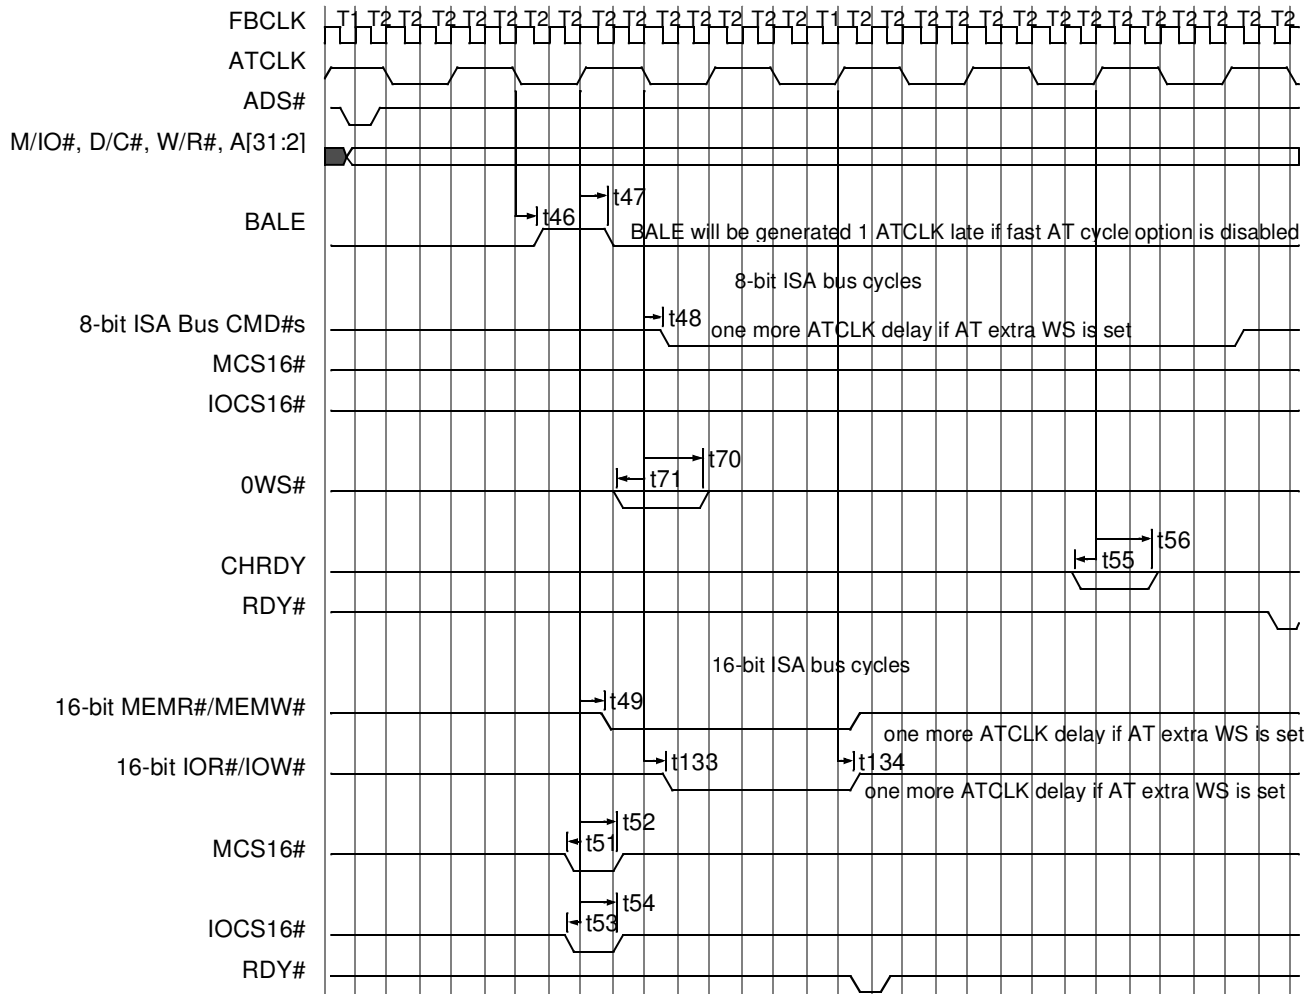 FBCLK T1 T2 T2 T2 T2 T2 T2 T2 T2 T2 T2 T2 T2 T2 T2 T1 T2 T2 T2 T2 T2 T2 T2 T2 T2 T2 T2 T2 T2 T2
ATCLK
ADS#
M/IO#, D/C#, W/R#, A[31:2]
t47
BALE t46
BALE will be generated 1 ATCLK late if fast AT cycle option is disabled
8-bit ISA bus cycles
8-bit ISA Bus CMD#s t48 one more ATCLK delay if AT extra WS is set
MCS16#
IOCS16#
t70
0WS# t71
t56
CHRDY t55
RDY#
16-bit ISA bus cycles
16-bit MEMR#/MEMW# t49
one more ATCLK delay if AT extra WS is set
16-bit IOR#/IOW# t133 t134
one more ATCLK delay if AT extra WS is set
t52
MCS16# t51
t54
IOCS16# t53
RDY#